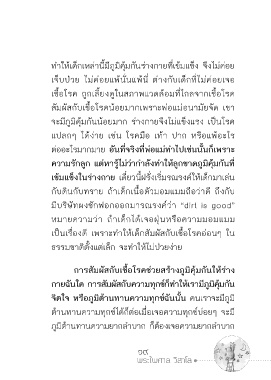 ทำให้เด็กเหล่านี้มีภูมิคุ้มกันร่างกายที่เข้มแข็ง จึงไม่ค่อย
เจ็บป่วย ไม่ค่อยแพ้นั่นแพ้นี่ ต่างกับเด็กที่ไม่ค่อยเจอ
เชื้อโรค ถูกเลี้ยงดูในสภาพแวดล้อมที่ไกลจากเชื้อโรค
สัมผัสกับเชื้อโรคน้อยมากเพราะพ่อแม่อนามัยจัด เขา
จะมีภูมิคุ้มกันน้อยมาก ร่างกายจึงไม่แข็งแรง เป็นโรค
แปลกๆ ได้ง่าย เช่น โรคมือ เท้า ปาก หรือแพ้อะไร
ต่ออะไรมากมาย อันที่จริงที่พ่อแม่ทำไปเช่นนั้นก็เพราะ
ความรักลูก แต่หารู้ไม่ว่ากำลังทำให้ลูกขาดภูมิคุ้มกันที่
เข้มแข็งในร่างกาย เดี๋ยวนี้ฝรั่งเริ่มรณรงค์ให้เด็กมาเล่น
กับดินกับทราย ถ้าเด็กเนื้อตัวมอมแมมถือว่าดี ถึงกับ
มีบริษัทผงซักฟอกออกมารณรงค์ว่า "dirt is good"
หมายความว่า ถ้าเด็กได้เจอฝุ่นหรือความมอมแมม
เป็นเรื่องดี เพราะทำให้เด็กสัมผัสกับเชื้อโรคอ่อนๆ ใน
ธรรมชาติตั้งแต่เล็ก จะทำให้ไม่ป่วยง่าย
การสัมผัสกับเชื้อโรคช่วยสร้างภูมิคุ้มกันให้ร่าง
กายฉันใด การสัมผัสกับความทุกข์ก็ทำให้เรามีภูมิคุ้มกัน
จิตใจ หรือภูมิต้านทานความทุกข์ฉันนั้น คนเราจะมีภูมิ
ต้านทานความทุกข์ได้ก็ต่อเมื่อเจอความทุกข์บ่อยๆ จะมี
ภูมิต้านทานความยากลำบาก ก็ต้องเจอความยากลำบาก
๑๙
พระไพศาล วิสาโล